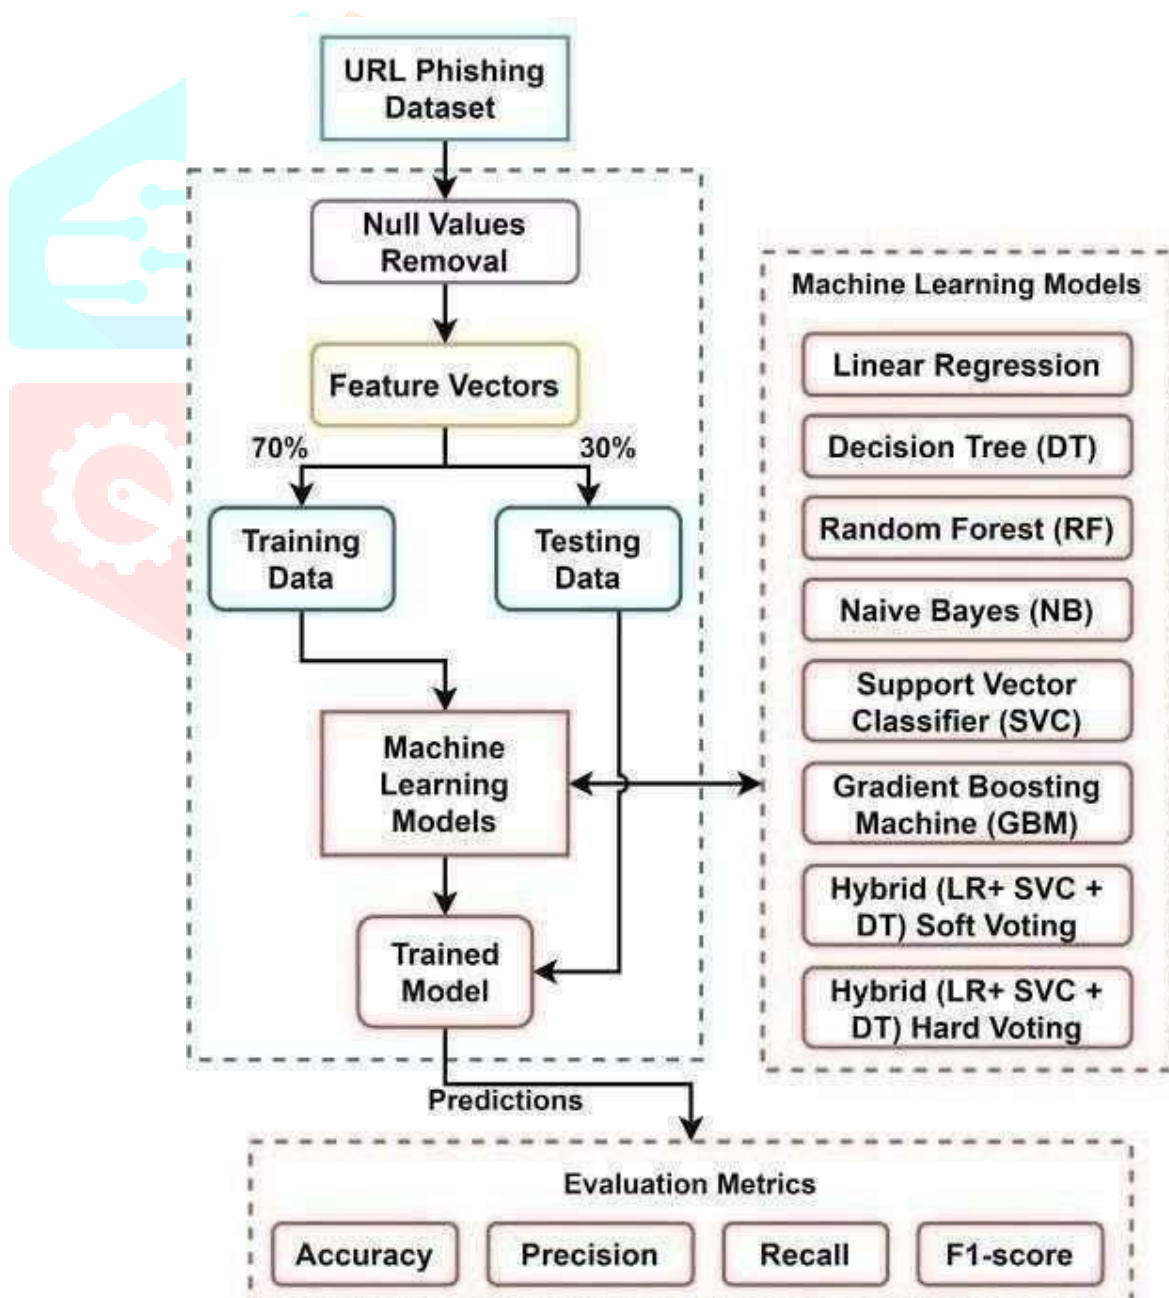 URL Phishing
Dataset
Null Values
Removal
Feature Vectors
70%
30%
Training
Data
Testing
Data
Machine
Learning
Models
Trained
Model
Predictions
Machine Learning Models
Linear Regression
Decision Tree (DT)
Random Forest (RF)
Naive Bayes (NB)
Support Vector
Classifier (SVC)
Gradient Boosting
Machine (GBM)
Hybrid (LR+ SVC +
DT) Soft Voting
Hybrid (LR+ SVC +
DT) Hard Voting
Evaluation Metrics
Accuracy
Precision
Recall
F1-score